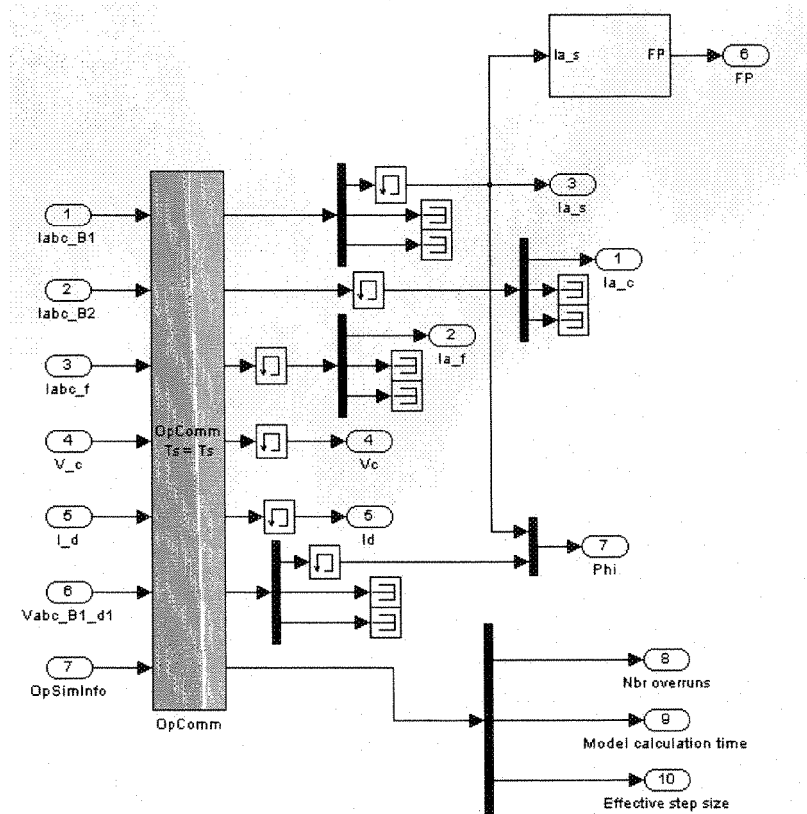 Ia_s FP
6
FP
3
Ia_s
1
Iabc_B1
1
Ia_c
2
Iabc_B2
2
Ia_f
3
Iabc_f
OpComm
Ts= Ts
4
V_c
4
Vc
5
I_d
5
Id
7
Phi
6
Vabc_B1_d1
7
OpSimInfo
OpComm
8
Nbr overruns
9
Model calculation time
10
Effective step size